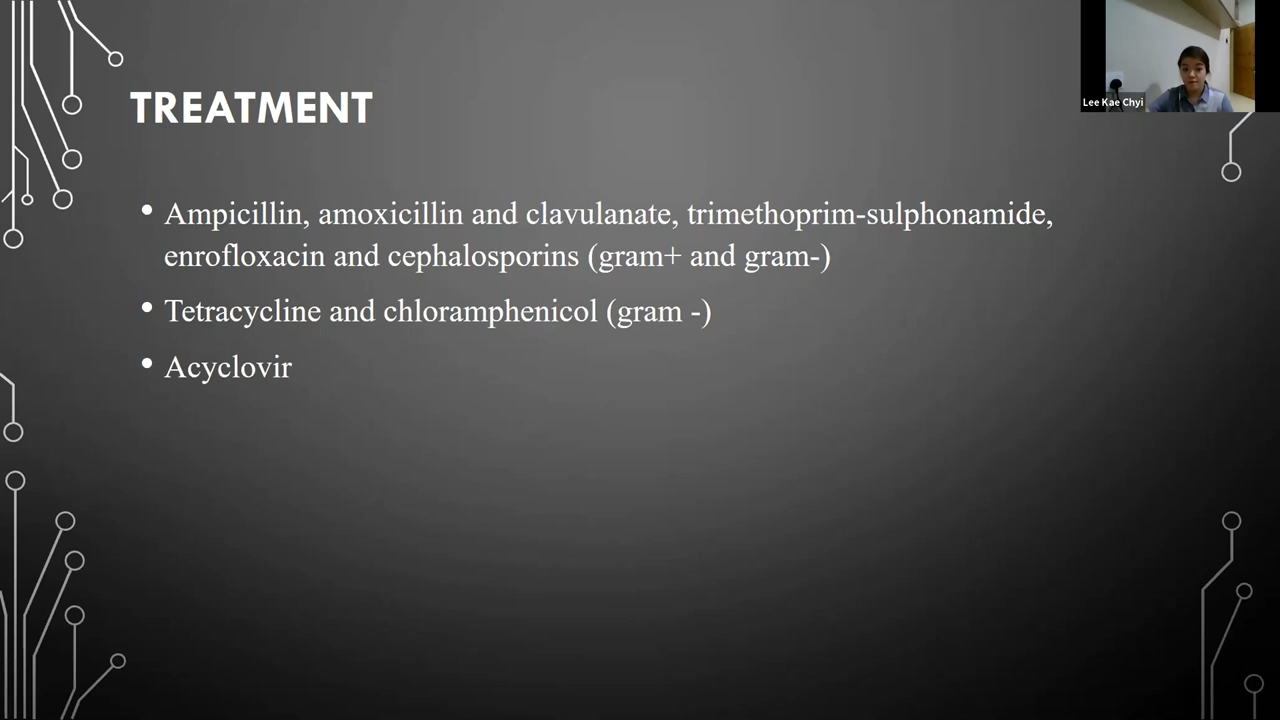 TREATMENT
• Ampicillin, amoxicillin and clavulanate, trimethoprim-sulphonamide,
enrofloxacin and cephalosporins (gram+ and gram-)
• Tetracycline and chloramphenicol (gram -)
• Acyclovir
Lee Kae Chyi